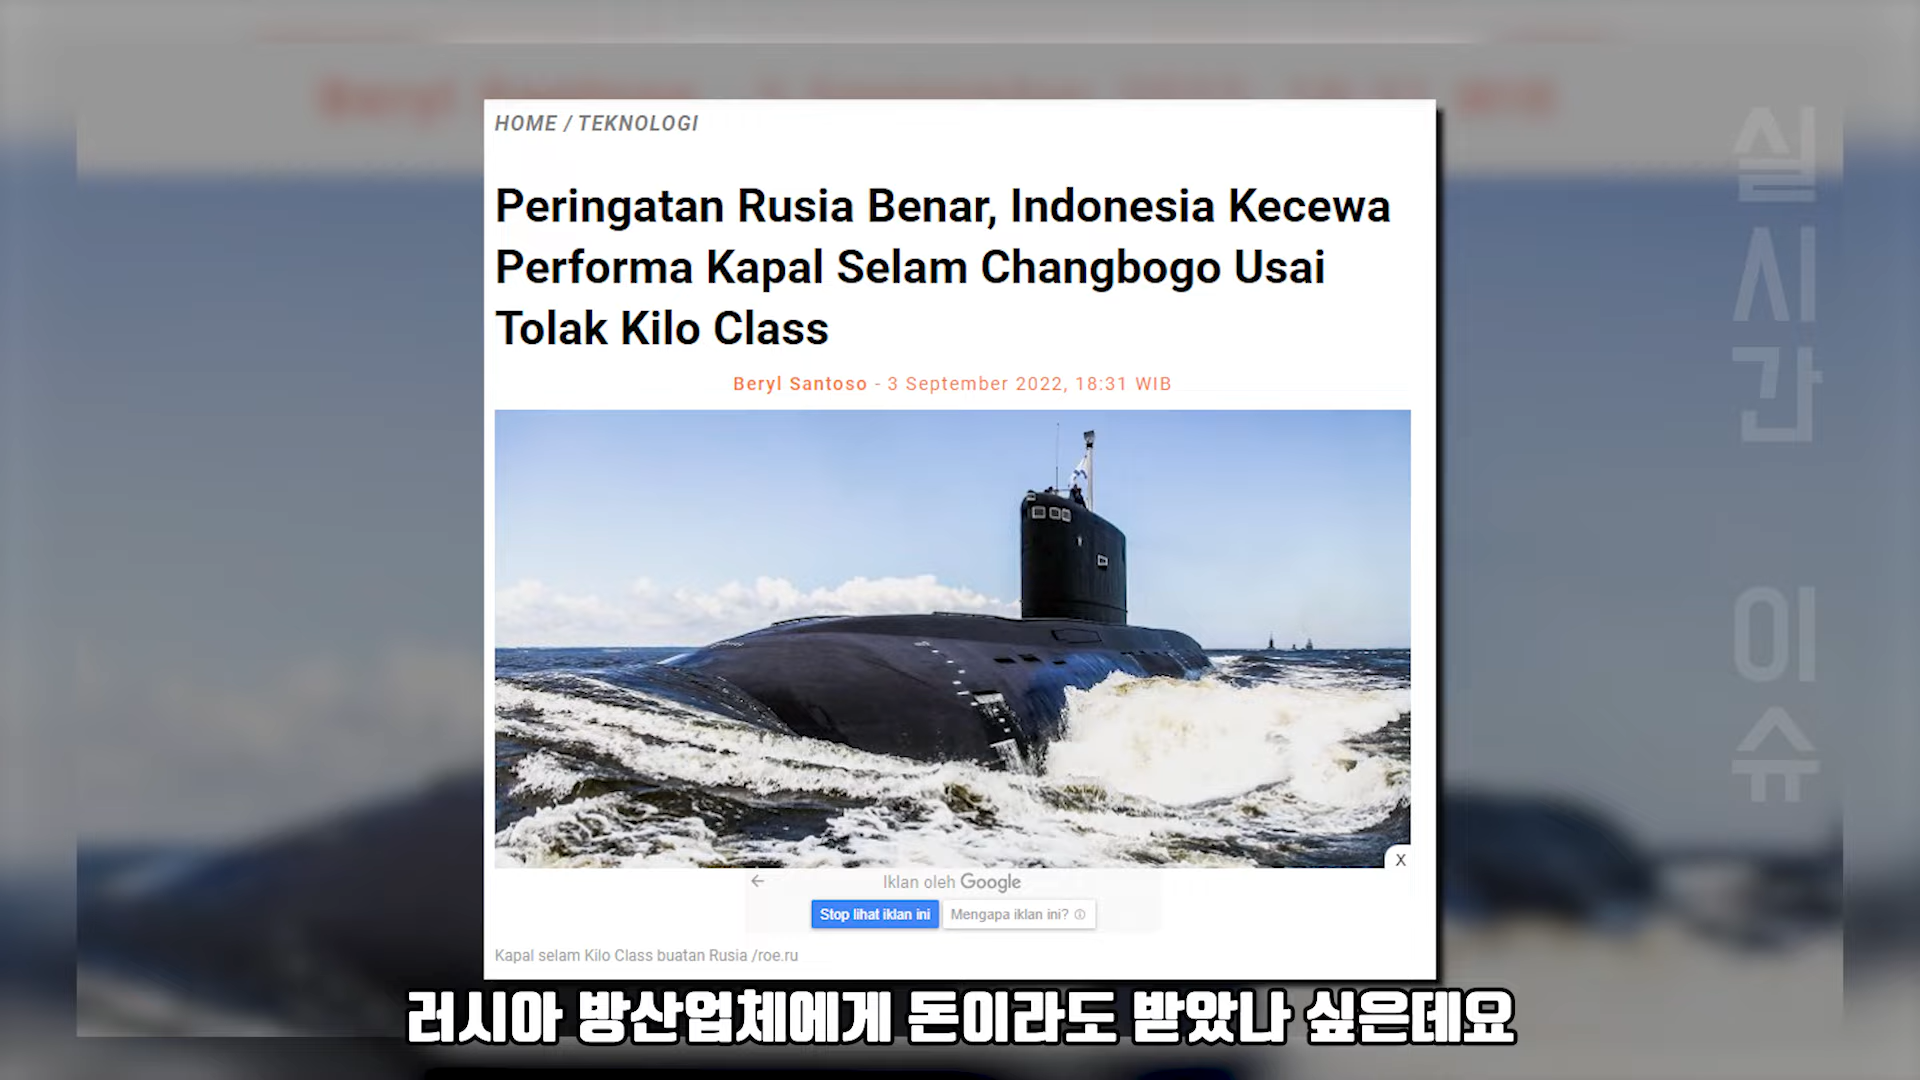 HOME / TEKNOLOGI
Peringatan Rusia Benar, Indonesia Kecewa
Performa Kapal Selam Changbogo Usai
Tolak Kilo Class
Beryl Santoso - 3 September 2022, 18:31 WIB
X
Iklan oleh Google
Stop lihat iklan ini
Mengapa iklan ini?
Kapal selam Kilo Class buatan Rusia /roe.ru
러시아 방산업체에게 돈이라도 받았나 싶은데요
실시간 이슈